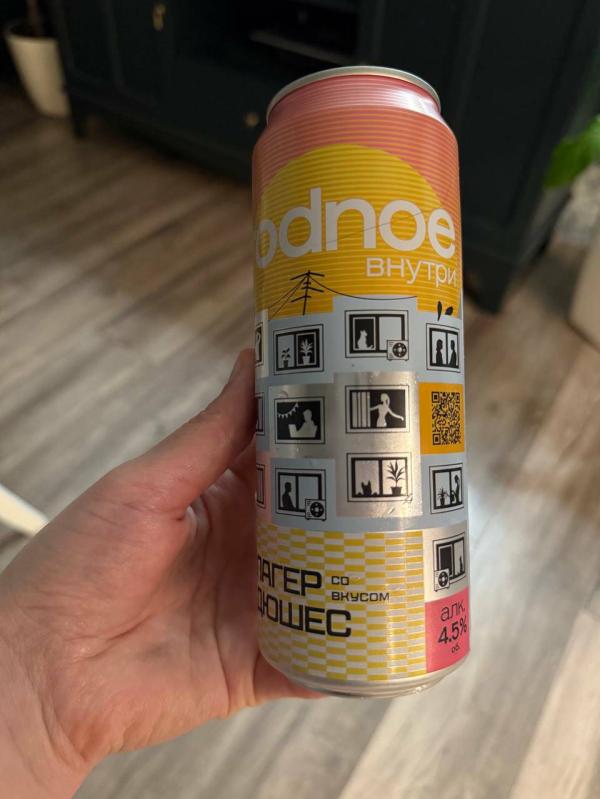 odnoe
внутри
ЛАГЕР
СО
ВКУСОМ
ДЮШЕС
алк.
4.5%
об.